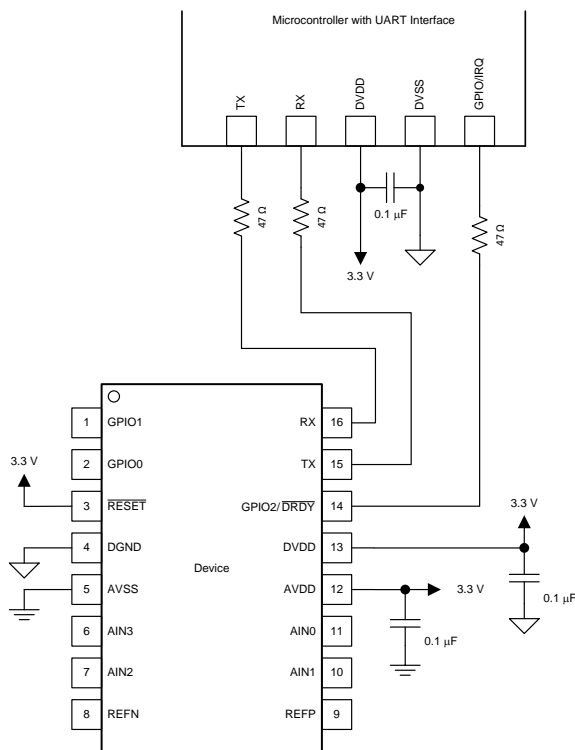 Microcontroller with UART Interface
TX
RX
DVDD
DVSS
GPIO/IRQ
47 Ω
47 Ω
0.1 μF
47 Ω
3.3 V
1 GPIO1 RX 16
3.3 V
2 GPIO0 TX 15
3 RESET GPIO2/DRDY 14
3.3 V
4 DGND DVDD 13
Device
5 AVSS AVDD 12
3.3 V
0.1 μF
6 AIN3 AIN0 11
0.1 μF
7 AIN2 AIN1 10
8 REFN REFP 9